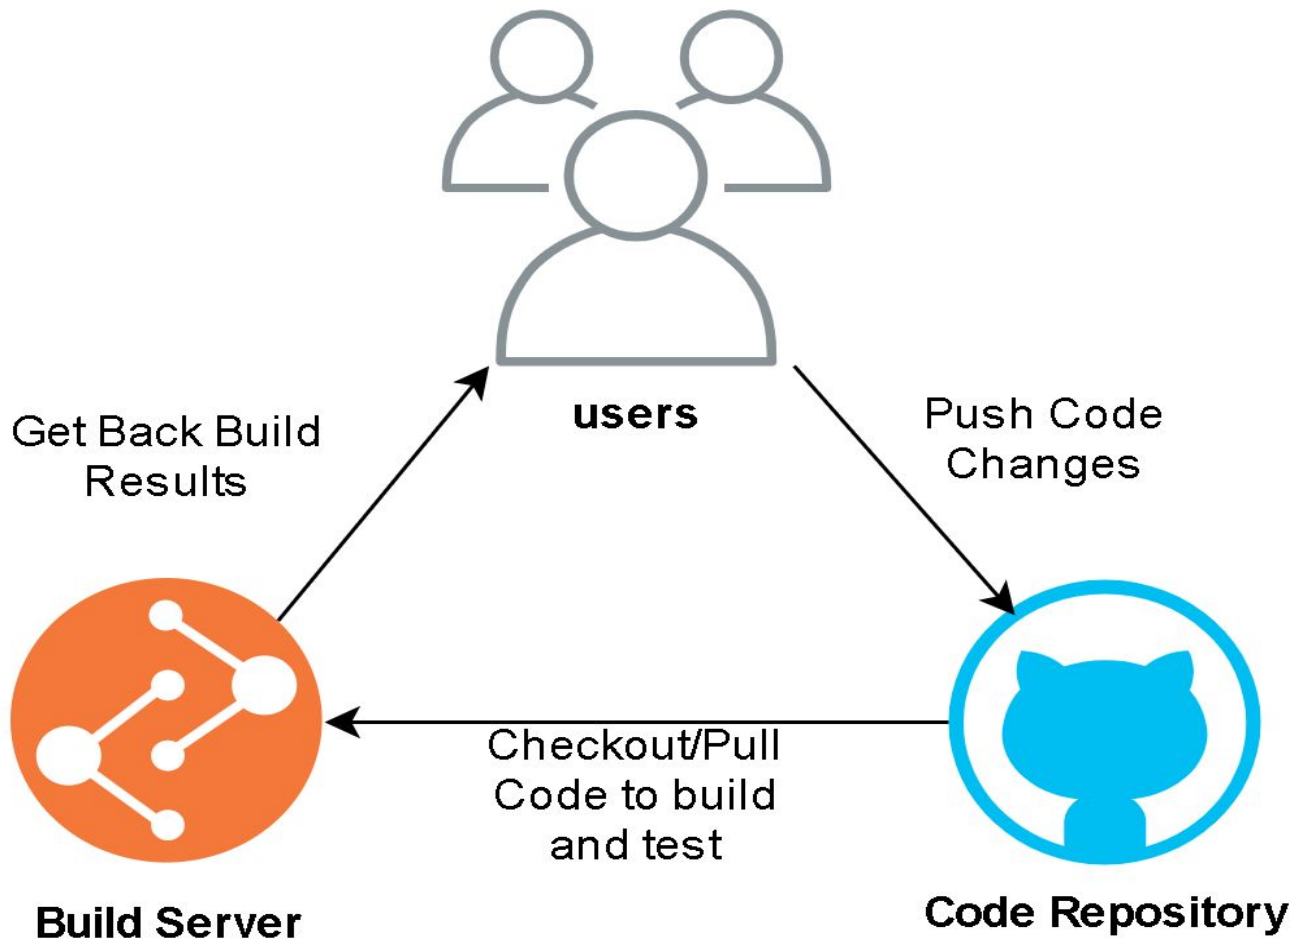 users
Get Back Build
Results
Push Code
Changes
Checkout/Pull
Code to build
and test
Build Server
Code Repository